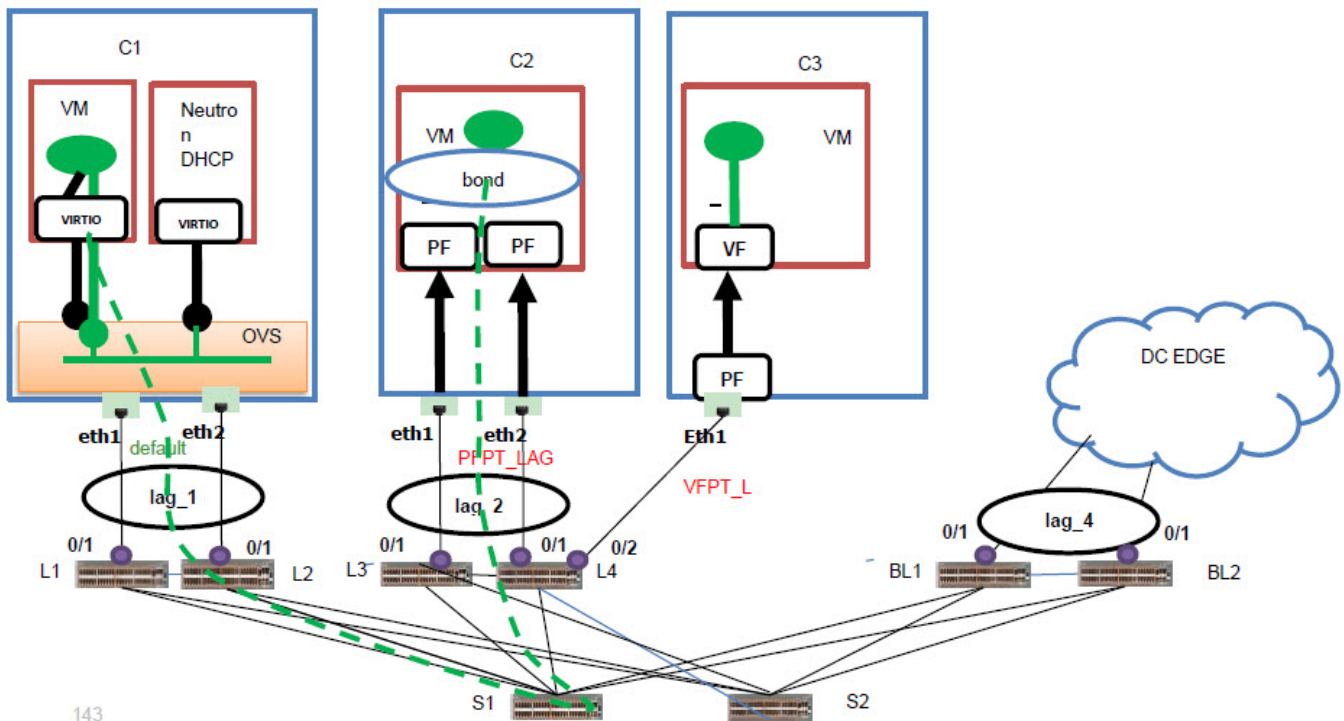 C1
C2
C3
VM
Neutro
n
DHCP
VM
VM
bond
VIRTIO
VIRTIO
PF
PF
VF
OVS
DC EDGE
PF
eth1
eth2
eth1
eth2
Eth1
default
PFPT_LAG
VFPT_L
lag_1
lag_2
lag_4
0/1
0/1
0/1
0/1
0/2
0/1
0/1
L1
L2
L3
L4
BL1
BL2
S1
S2
143